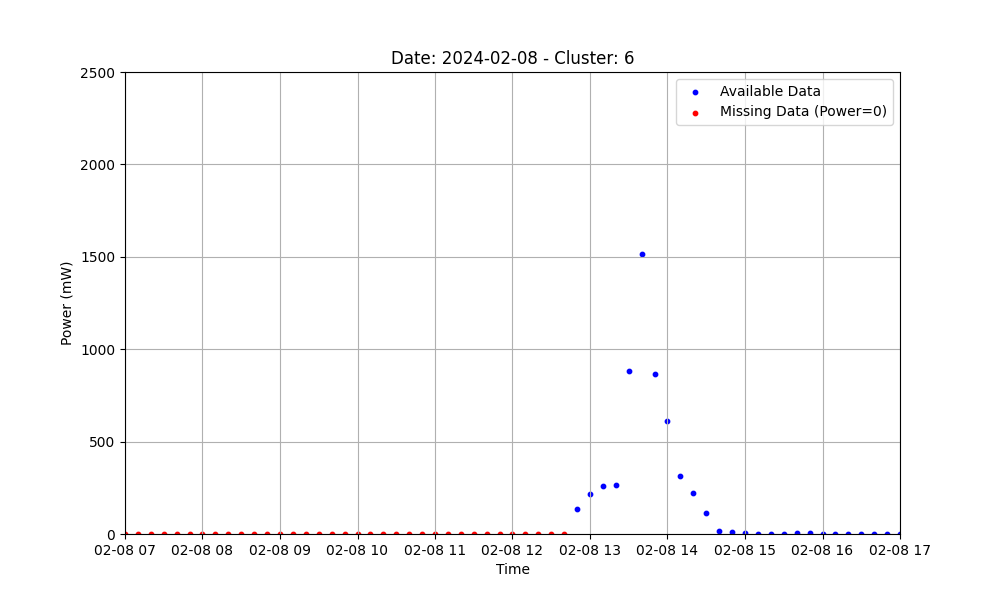 Date: 2024-02-08 - Cluster: 6
Available Data
Missing Data (Power=0)
Power (mW)
2500
2000
1500
1000
500
0
02-08 07 02-08 08 02-08 09 02-08 10 02-08 11 02-08 12 02-08 13 02-08 14 02-08 15 02-08 16 02-08 17
Time